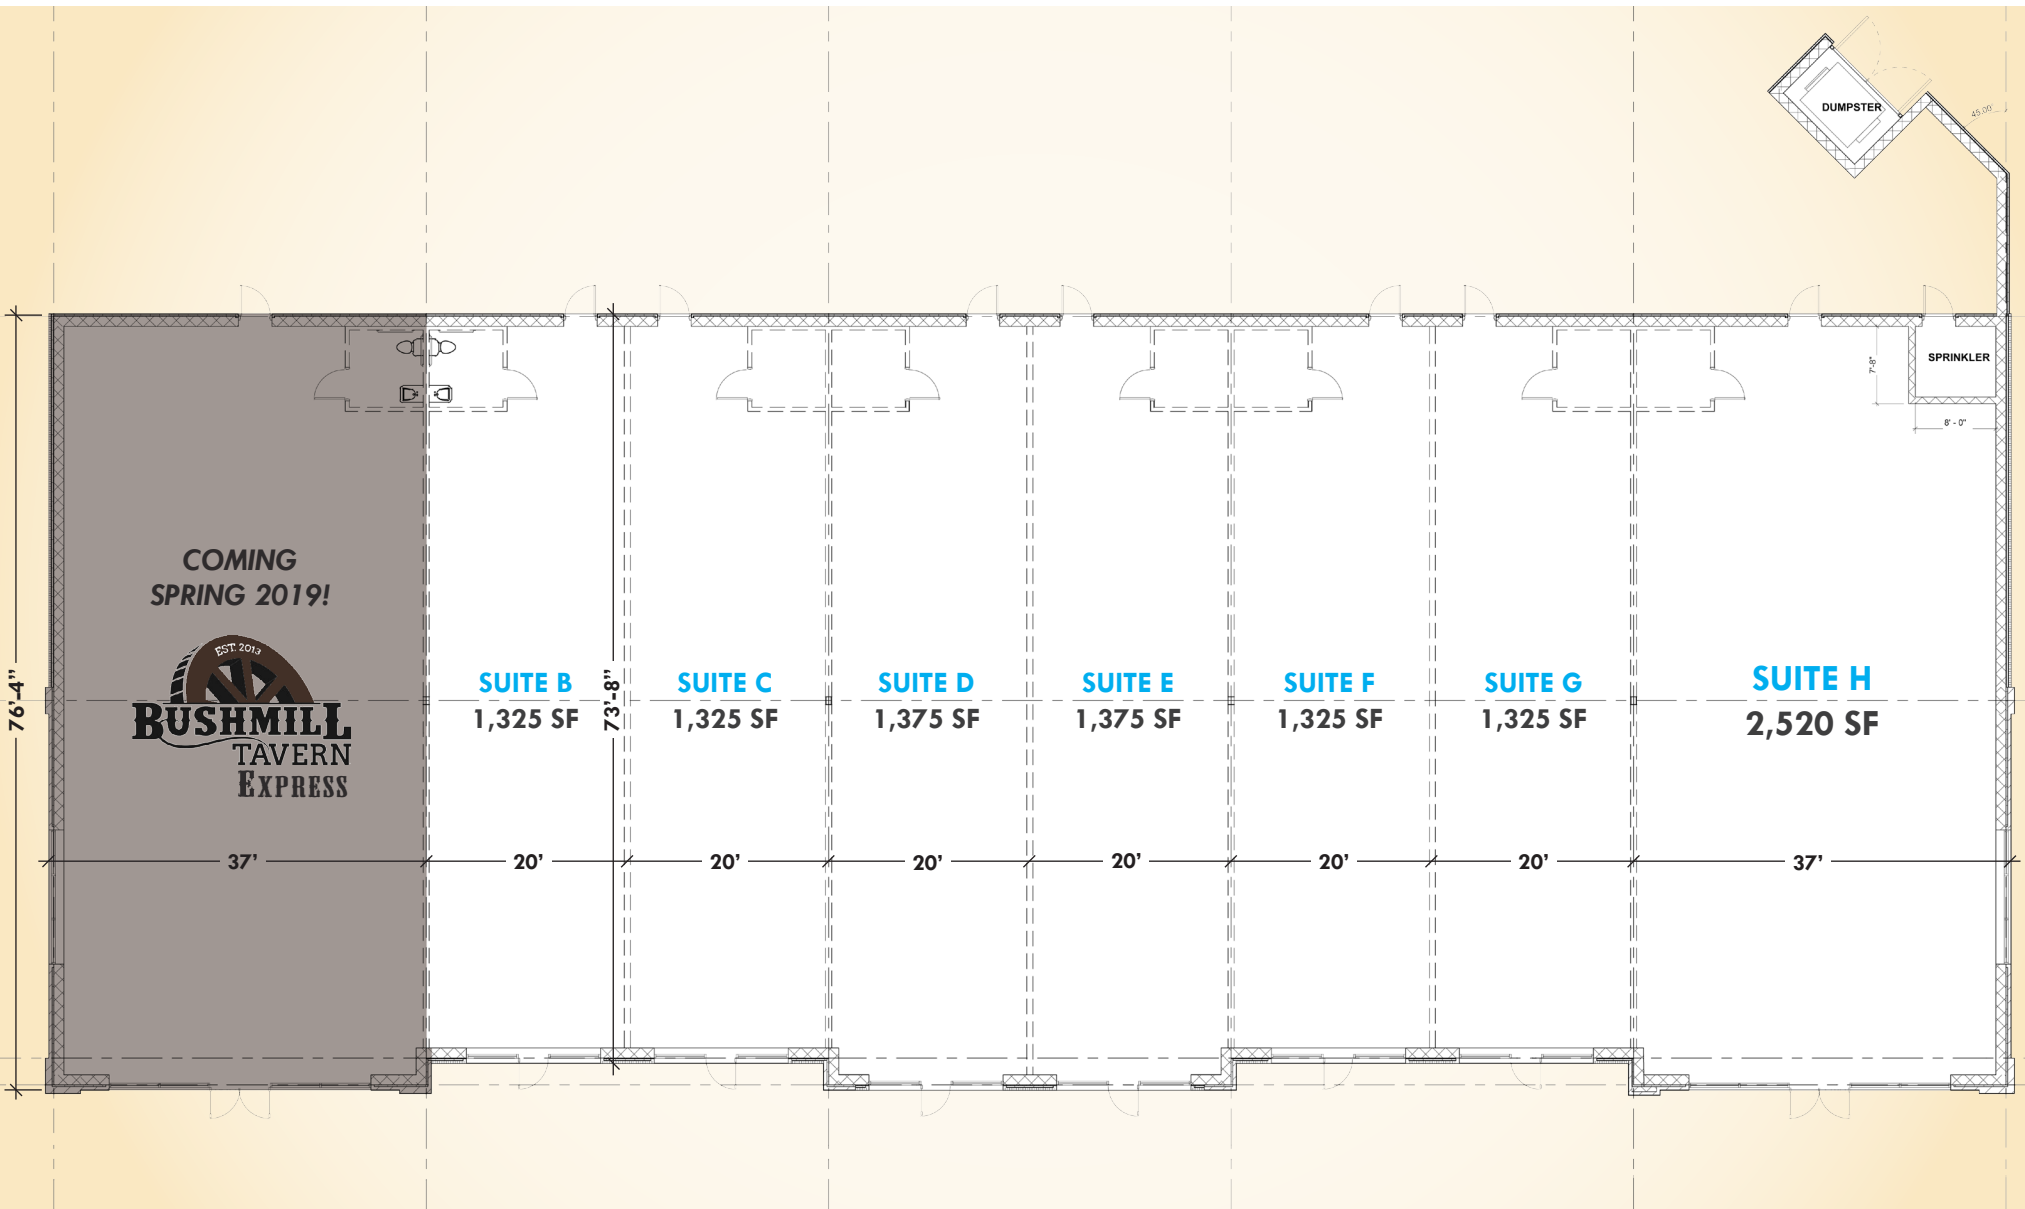 DUMPSTER
45.00°
SPRINKLER
7'-8"
8' - 0"
COMING
SPRING 2019!
EST. 2013
BUSHMILL
TAVERN
EXPRESS
76'-4"
73'-8"
SUITE B
1,325 SF
SUITE C
1,325 SF
SUITE D
1,375 SF
SUITE E
1,375 SF
SUITE F
1,325 SF
SUITE G
1,325 SF
SUITE H
2,520 SF
37'
20'
20'
20'
20'
20'
20'
37'